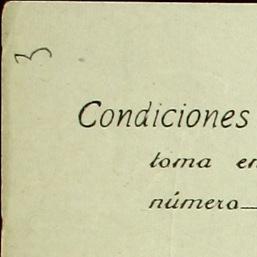 3
Condiciones
toma en
número